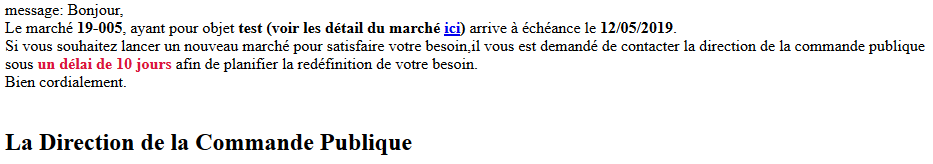 message: Bonjour,
Le marché 19-005, ayant pour objet test (voir les détail du marché ici) arrive à échéance le 12/05/2019.
Si vous souhaitez lancer un nouveau marché pour satisfaire votre besoin,il vous est demandé de contacter la direction de la commande publique
sous un délai de 10 jours afin de planifier la redéfinition de votre besoin.
Bien cordialement.
La Direction de la Commande Publique